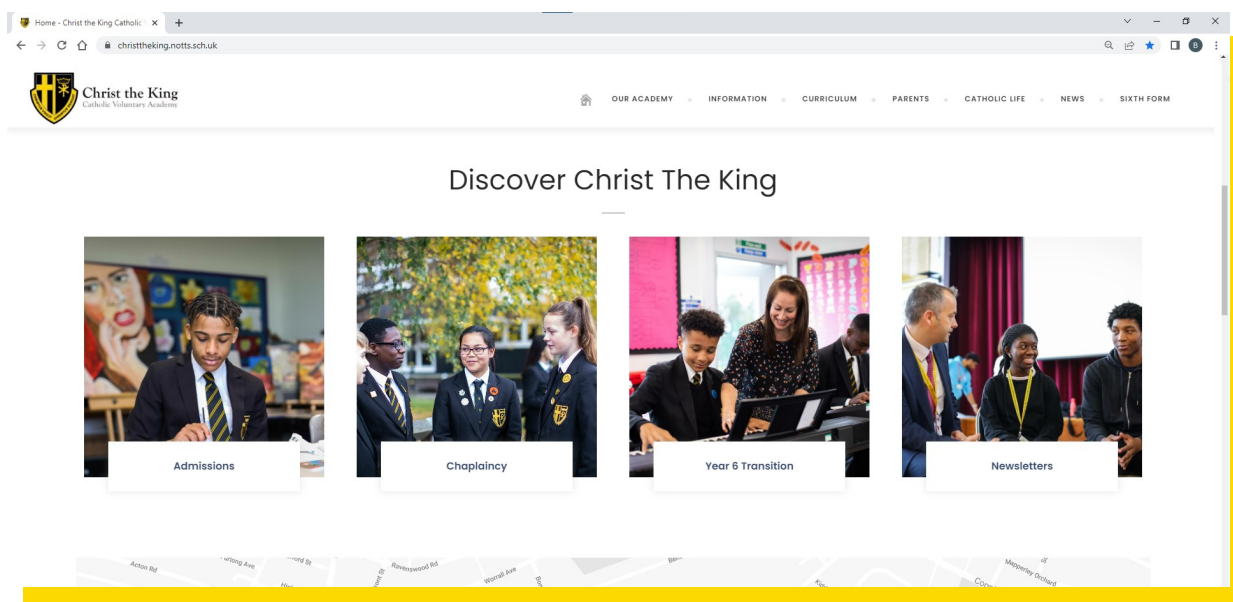 Home - Christ the King Catholic
christtheking.notts.sch.uk
B
Christ the King
Catholic Voluntary Academy
OUR ACADEMY
INFORMATION
CURRICULUM
PARENTS
CATHOLIC LIFE
NEWS
SIXTH FORM
Discover Christ The King
Admissions
Chaplaincy
Year 6 Transition
Newsletters
Acton Rd
Ravenswood Rd
Worrall Ave
Mapperley Orchard